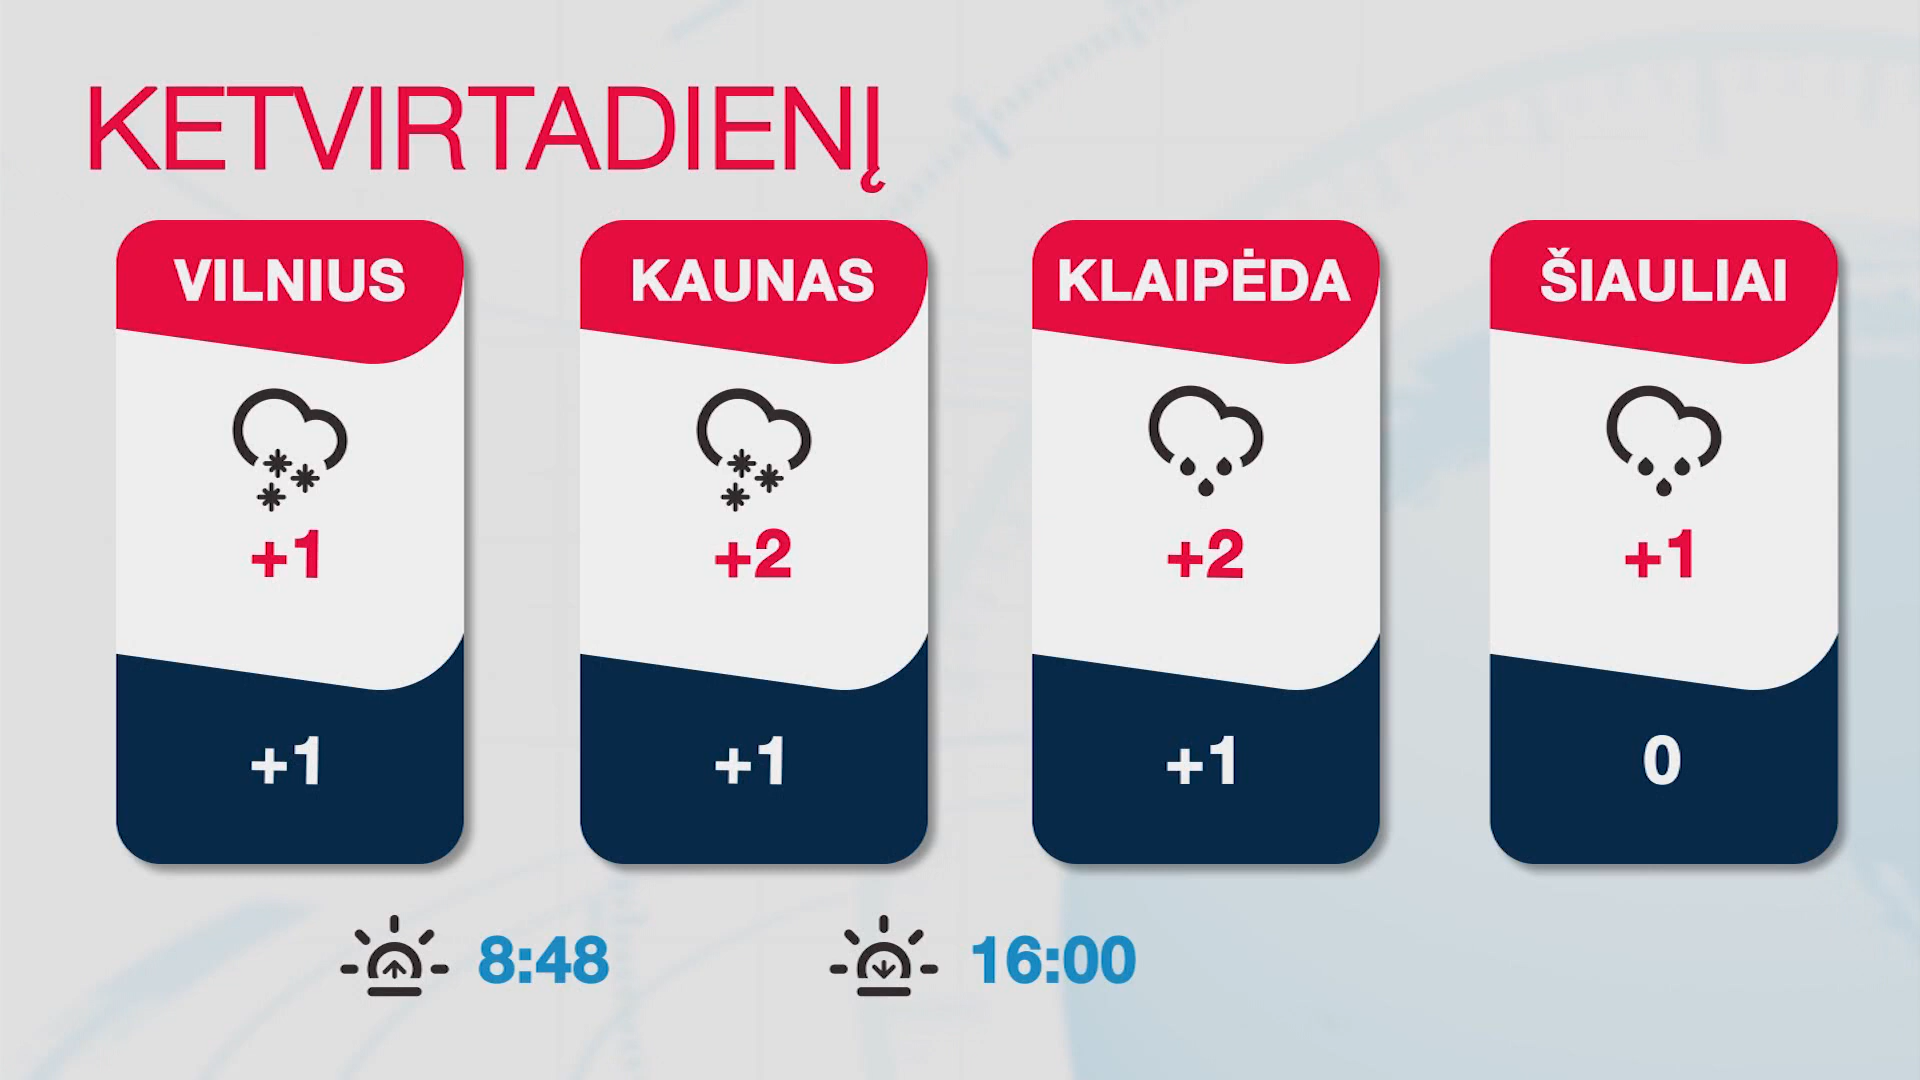 KETVIRTADIENĮ
VILNIUS
KAUNAS
KLAIPĖDA
ŠIAULIAI
+1
+2
+2
+1
+1
+1
+1
0
8:48
16:00